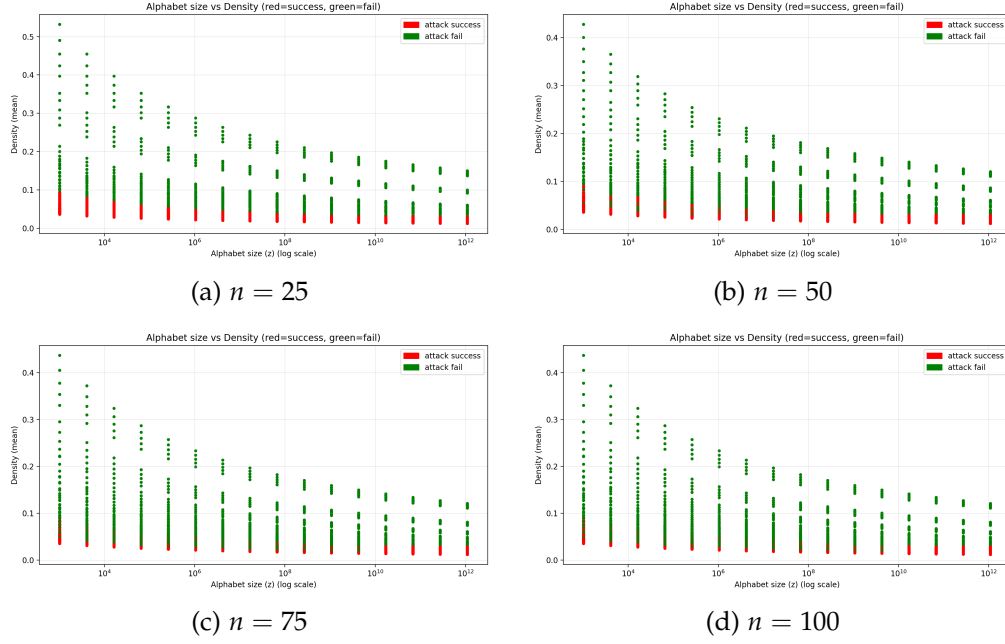 Alphabet size vs Density (red=success, green=fail)
attack success
attack fail
Density (mean)
0.5
0.4
0.3
0.2
0.1
0.0
10^4
10^6
10^8
10^10
10^12
Alphabet size (z) (log scale)
(a) n = 25
Alphabet size vs Density (red=success, green=fail)
attack success
attack fail
Density (mean)
0.4
0.3
0.2
0.1
0.0
10^4
10^6
10^8
10^10
10^12
Alphabet size (z) (log scale)
(b) n = 50
Alphabet size vs Density (red=success, green=fail)
attack success
attack fail
Density (mean)
0.4
0.3
0.2
0.1
0.0
10^4
10^6
10^8
10^10
10^12
Alphabet size (z) (log scale)
(c) n = 75
Alphabet size vs Density (red=success, green=fail)
attack success
attack fail
Density (mean)
0.4
0.3
0.2
0.1
0.0
10^4
10^6
10^8
10^10
10^12
Alphabet size (z) (log scale)
(d) n = 100